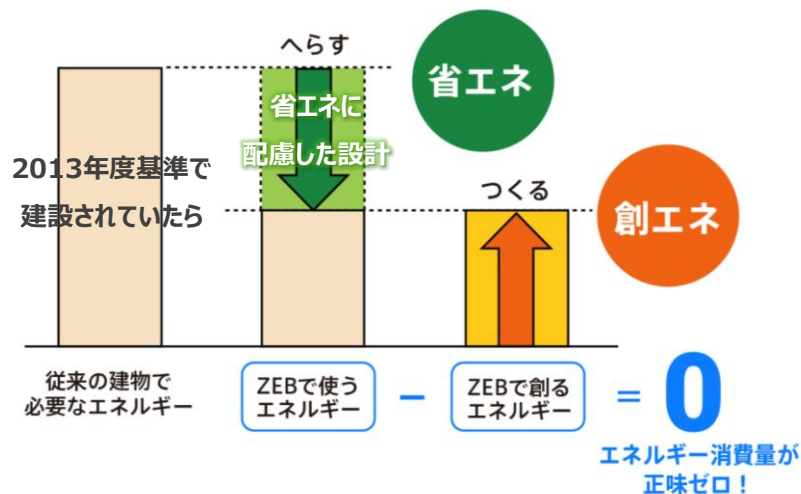 へらす
省エネ
省エネに
配慮した設計
2013年度基準で
建設されていたら
つくる
創エネ
従来の建物で
必要なエネルギー
ZEBで使う
エネルギー
−
ZEBで創る
エネルギー
=
0
エネルギー消費量が
正味ゼロ！